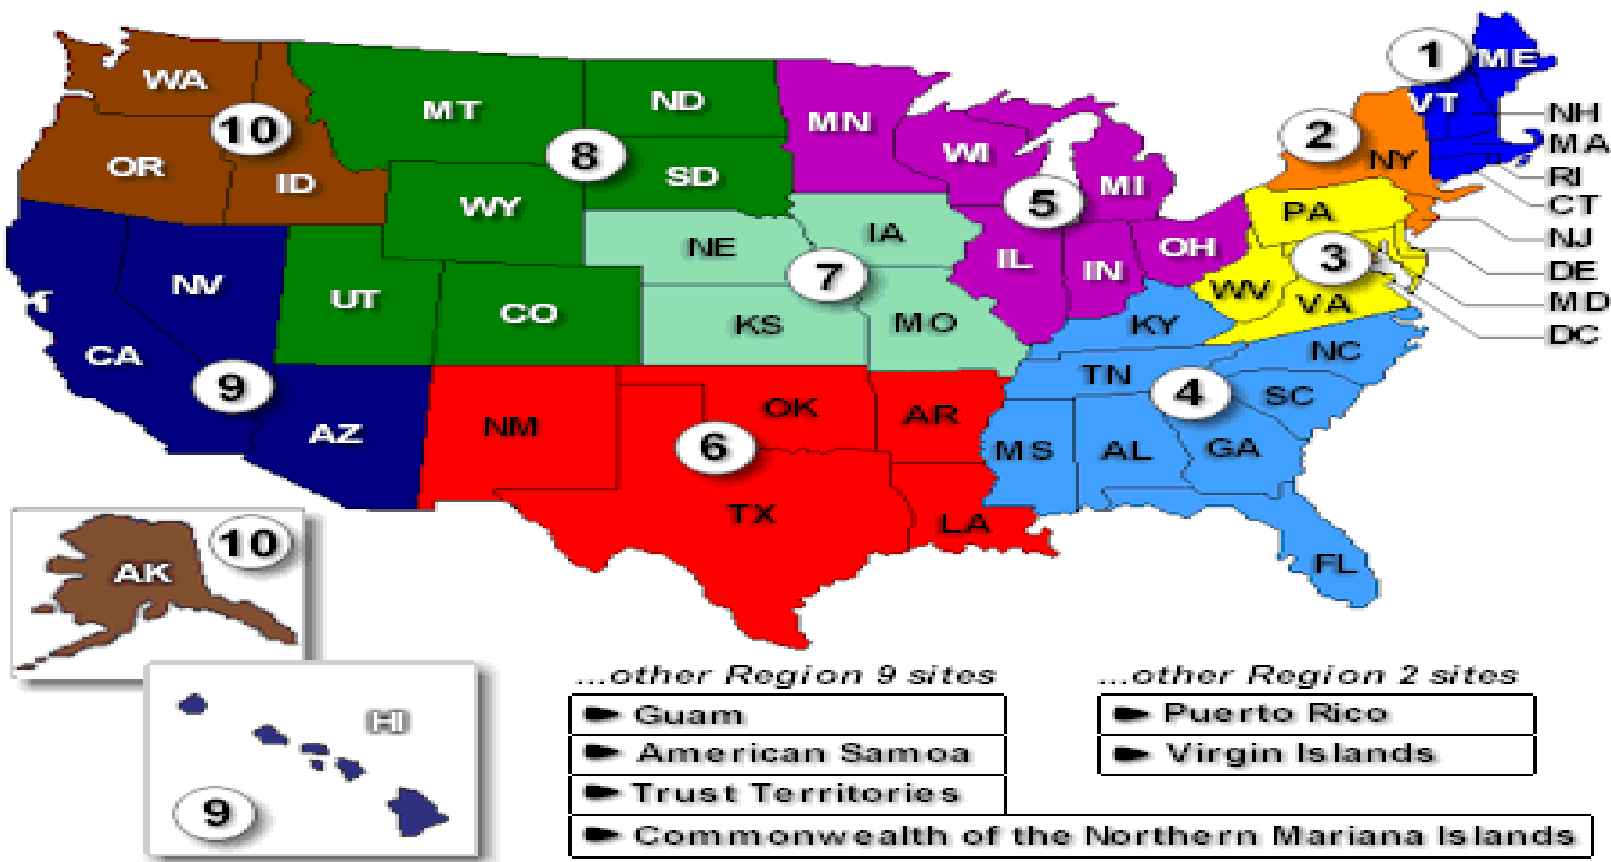 1
ME
WA
MT
ND
MN
VT
NH
10
2
MA
OR
ID
8
SD
WI
5
MI
NY
RI
CT
WY
PA
NJ
NE
IA
IL
IN
OH
3
DE
NV
UT
7
WV
VA
MD
CO
KS
MO
KY
DC
CA
9
TN
4
NC
SC
AZ
NM
OK
6
AR
MS
AL
GA
TX
LA
FL
AK
10
HI
9
...other Region 9 sites
Guam
American Samoa
Trust Territories
Commonwealth of the Northern Mariana Islands
...other Region 2 sites
Puerto Rico
Virgin Islands